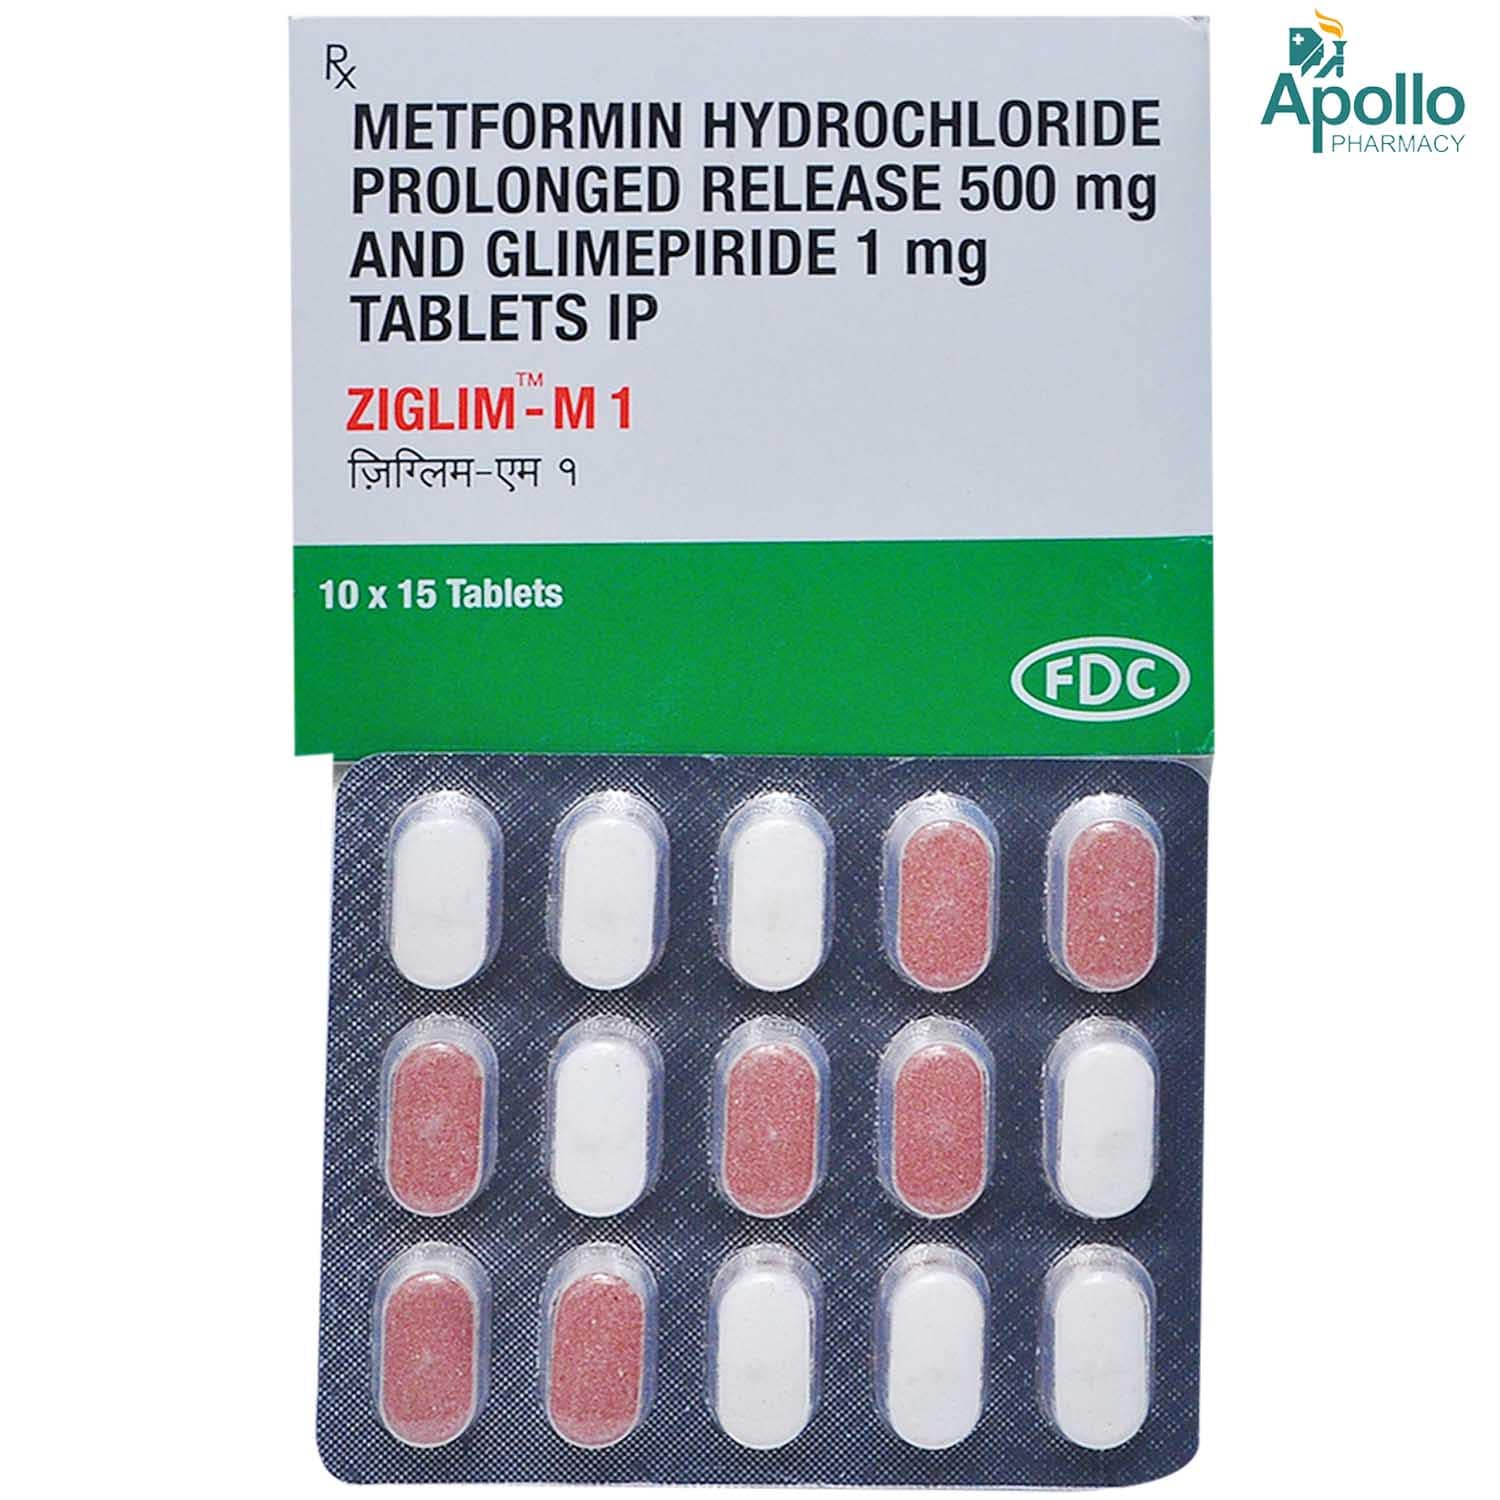 Apollo
PHARMACY
Rx
METFORMIN HYDROCHLORIDE
PROLONGED RELEASE 500 mg
AND GLIMEPIRIDE 1 mg
TABLETS IP
ZIGLIM™-M 1
ज़िग्लिम-एम १
10 x 15 Tablets
FDC